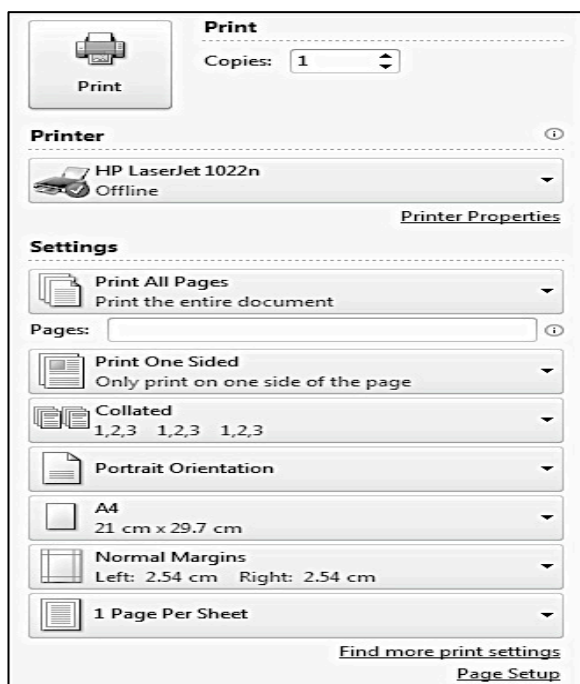 Print
Copies: 1
Print
Printer
HP LaserJet 1022n
Offline
Printer Properties
Settings
Print All Pages
Print the entire document
Pages:
Print One Sided
Only print on one side of the page
Collated
1,2,3 1,2,3 1,2,3
Portrait Orientation
A4
21 cm x 29.7 cm
Normal Margins
Left: 2.54 cm Right: 2.54 cm
1 Page Per Sheet
Find more print settings
Page Setup